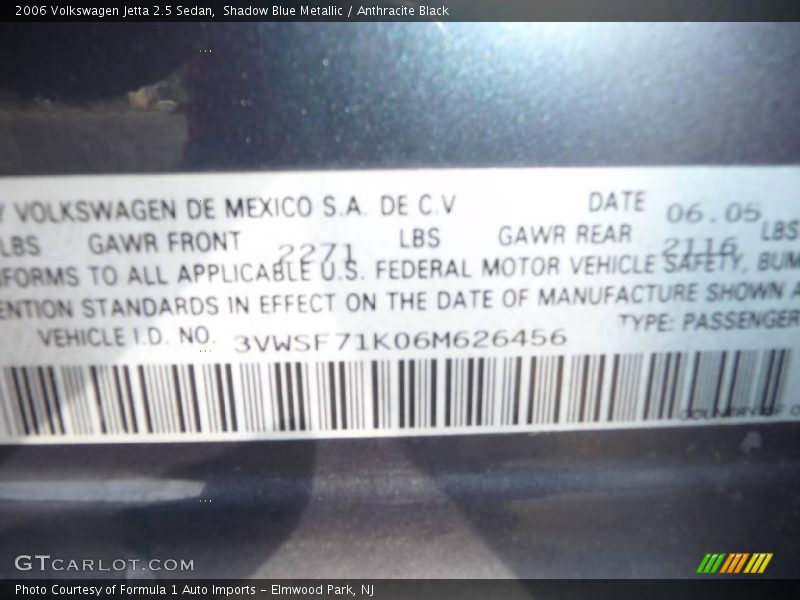 2006 Volkswagen Jetta 2.5 Sedan, Shadow Blue Metallic / Anthracite Black
Y VOLKSWAGEN DE MEXICO S.A. DE C.V DATE 06.05
LBS GAWR FRONT 2271 LBS GAWR REAR 2116 LBS
FORMS TO ALL APPLICABLE U.S. FEDERAL MOTOR VEHICLE SAFETY, BUM
ENTION STANDARDS IN EFFECT ON THE DATE OF MANUFACTURE SHOWN A
VEHICLE I.D. NO. 3VWSF71K06M626456 TYPE: PASSENGER
GTCARLOT.COM
Photo Courtesy of Formula 1 Auto Imports - Elmwood Park, NJ